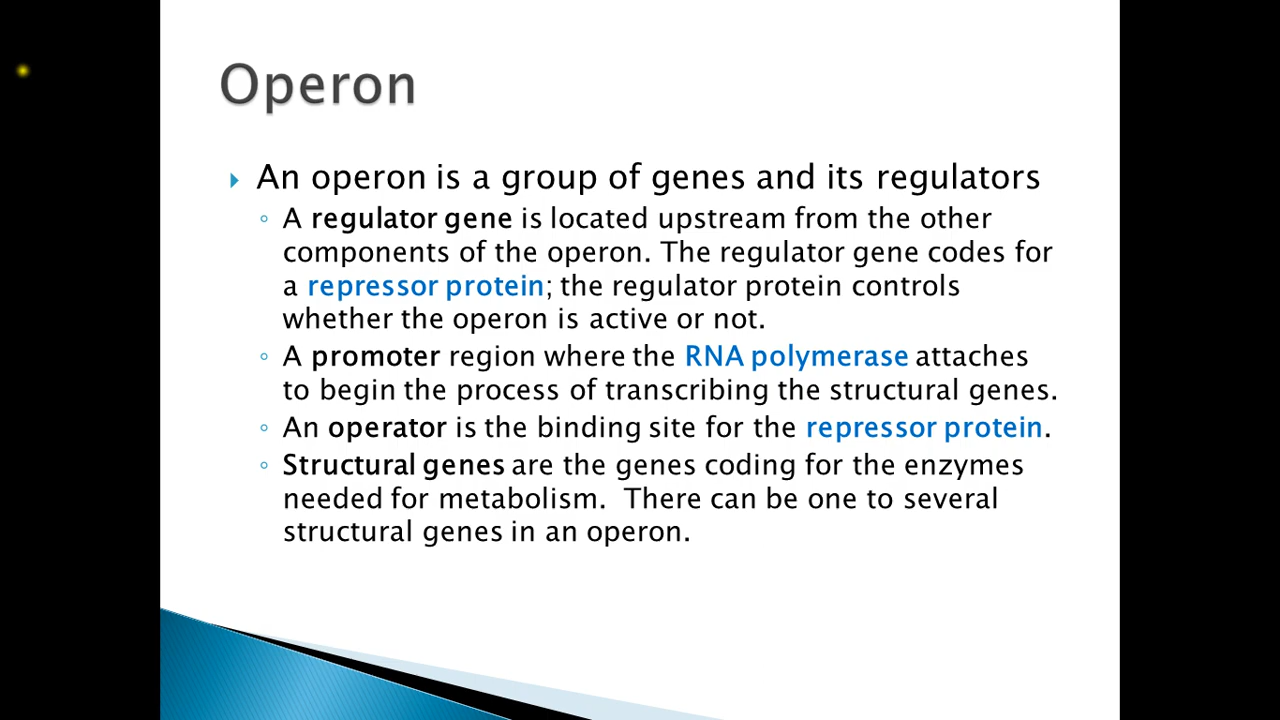 Operon
An operon is a group of genes and its regulators
A regulator gene is located upstream from the other
components of the operon. The regulator gene codes for
a repressor protein; the regulator protein controls
whether the operon is active or not.
A promoter region where the RNA polymerase attaches
to begin the process of transcribing the structural genes.
An operator is the binding site for the repressor protein.
Structural genes are the genes coding for the enzymes
needed for metabolism. There can be one to several
structural genes in an operon.